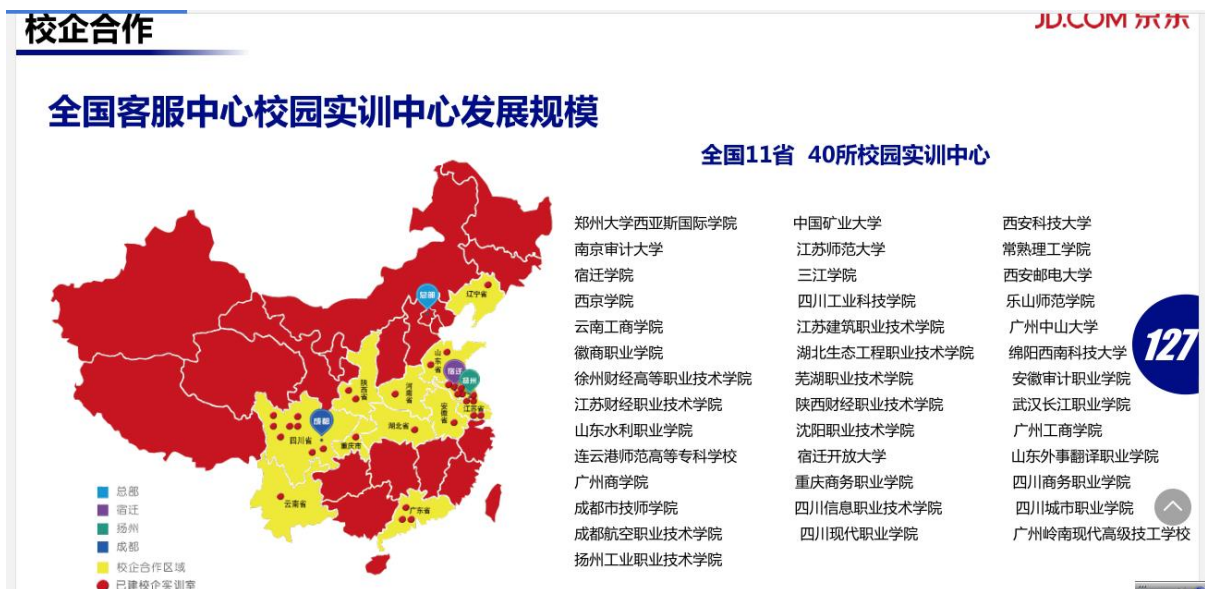 校企合作
JD.COM 京东
全国客服中心校园实训中心发展规模
全国11省 40所校园实训中心
郑州大学西亚斯国际学院 中国矿业大学 西安科技大学
南京审计大学 江苏师范大学 常熟理工学院
宿迁学院 三江学院 西安邮电大学
西京学院 四川工业科技学院 乐山师范学院
云南工商学院 江苏建筑职业技术学院 广州中山大学
徽商职业学院 湖北生态工程职业技术学院 绵阳西南科技大学
徐州财经高等职业技术学院 芜湖职业技术学院 安徽审计职业学院
江苏财经职业技术学院 陕西财经职业技术学院 武汉长江职业学院
山东水利职业学院 沈阳职业技术学院 广州工商学院
连云港师范高等专科学校 宿迁开放大学 山东外事翻译职业学院
广州商学院 重庆商务职业学院 四川商务职业学院
成都市技师学院 四川信息职业技术学院 四川城市职业学院
成都航空职业技术学院 四川现代职业学院 广州岭南现代高级技工学校
扬州工业职业技术学院
127
总部
辽宁省
山东省
宿迁
扬州
陕西省
河南省
江苏省
安徽省
成都
湖北省
四川省
重庆市
云南省
广东省
总部
宿迁
扬州
成都
校企合作区域
已建校企实训室